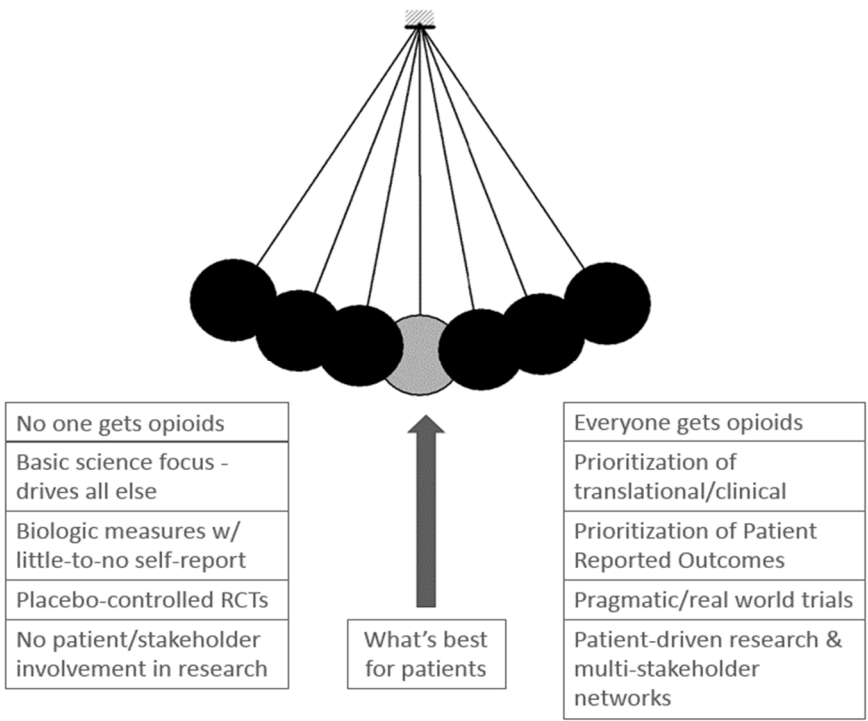 No one gets opioids
Basic science focus -
drives all else
Biologic measures w/
little-to-no self-report
Placebo-controlled RCTs
No patient/stakeholder
involvement in research
What's best
for patients
Everyone gets opioids
Prioritization of
translational/clinical
Prioritization of Patient
Reported Outcomes
Pragmatic/real world trials
Patient-driven research &
multi-stakeholder
networks